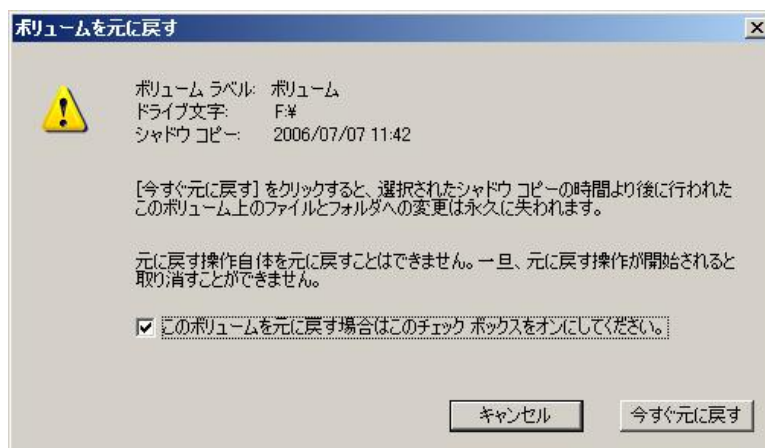 ボリュームを元に戻す
ボリューム ラベル: ボリューム
ドライブ文字: F:¥
シャドウ コピー: 2006/07/07 11:42
[今すぐ元に戻す] をクリックすると、選択されたシャドウ コピーの時間より後に行われた
このボリューム上のファイルとフォルダへの変更は永久に失われます。
元に戻す操作自体を元に戻すことはできません。一旦、元に戻す操作が開始されると
取り消すことができません。
このボリュームを元に戻す場合はこのチェック ボックスをオンにしてください。
キャンセル 今すぐ元に戻す